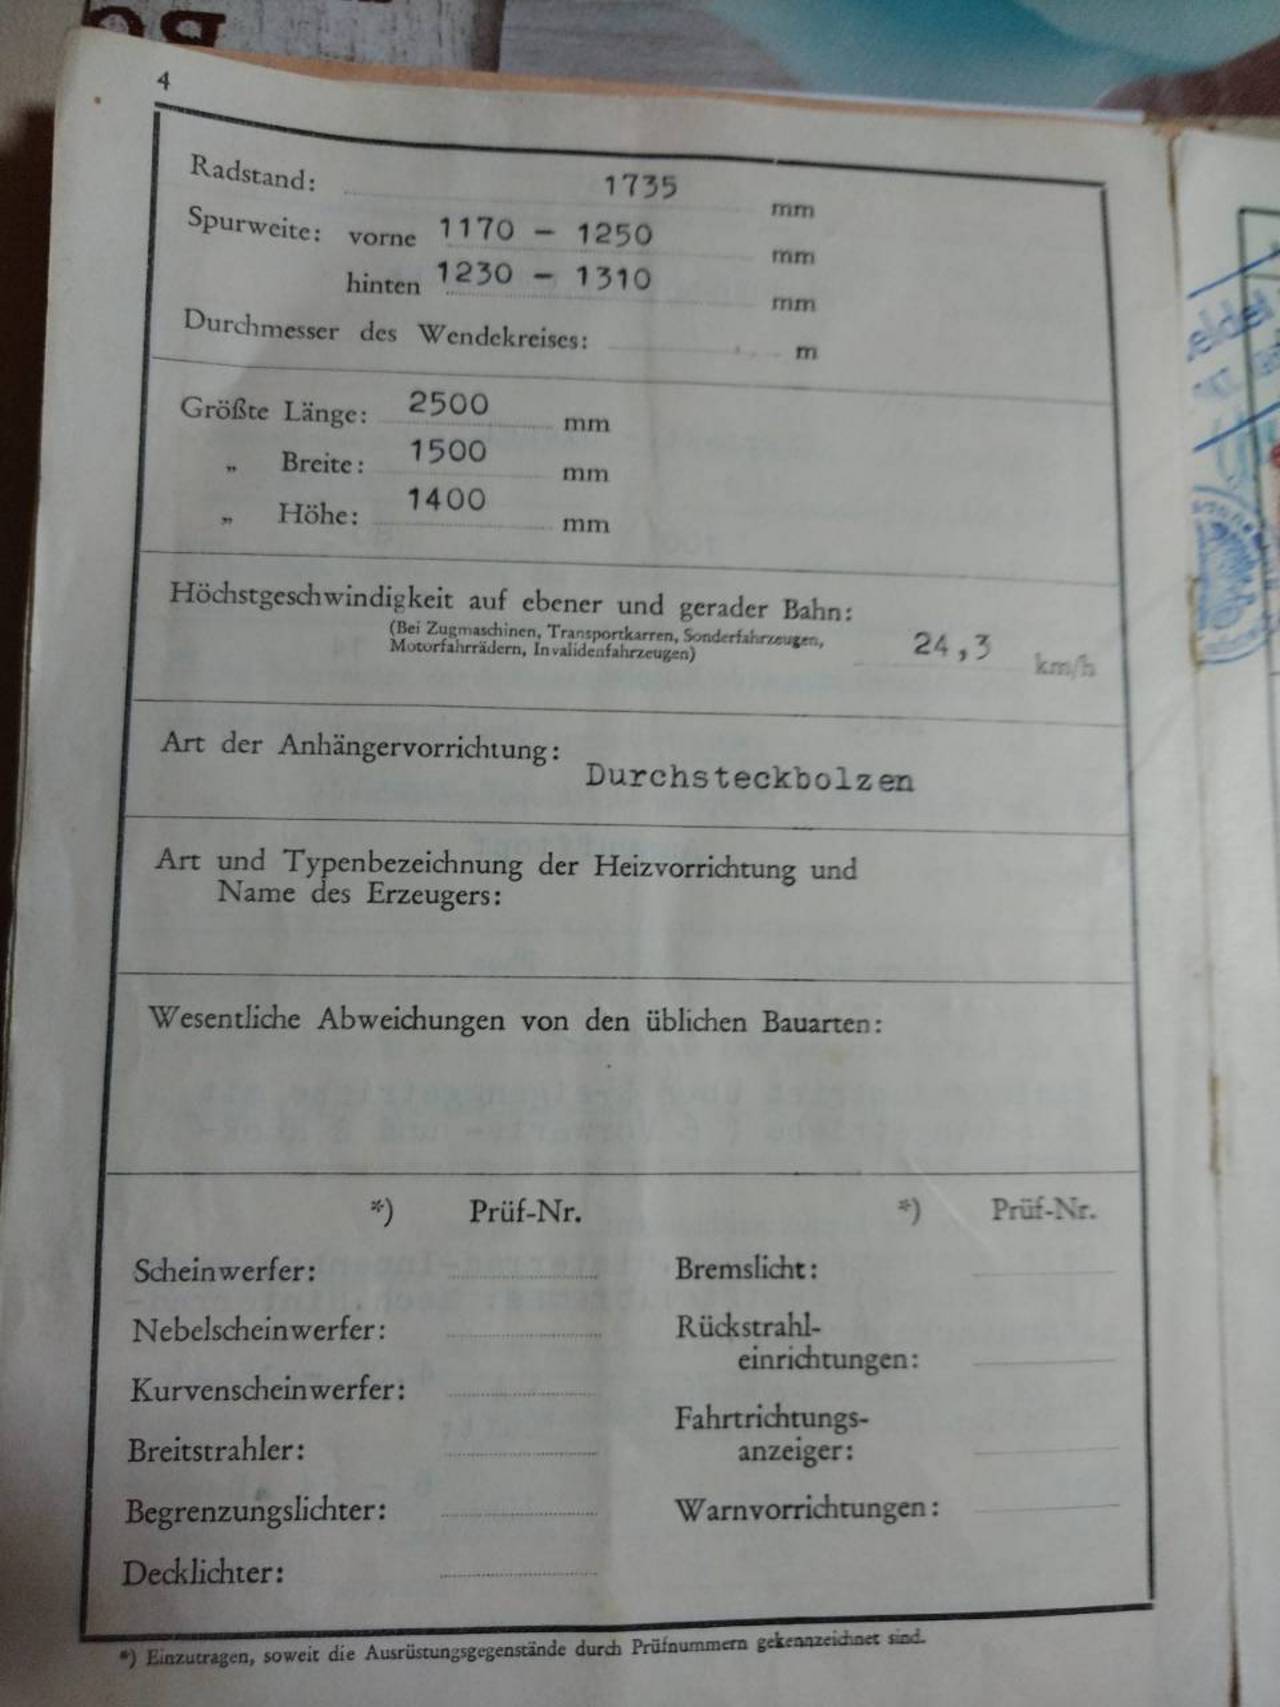 4
Radstand: 1735 mm
Spurweite: vorne 1170 - 1250 mm
hinten 1230 - 1310 mm
Durchmesser des Wendekreises: m
Größte Länge: 2500 mm
„ Breite: 1500 mm
„ Höhe: 1400 mm
Höchstgeschwindigkeit auf ebener und gerader Bahn:
(Bei Zugmaschinen, Transportkarren, Sonderfahrzeugen,
Motorfahrrädern, Invalidenfahrzeugen) 24,3 km/h
Art der Anhängervorrichtung:
Durchsteckbolzen
Art und Typenbezeichnung der Heizvorrichtung und
Name des Erzeugers:
Wesentliche Abweichungen von den üblichen Bauarten:
*) Prüf-Nr. *) Prüf-Nr.
Scheinwerfer: Bremslicht:
Nebelscheinwerfer: Rückstrahl-
einrichtungen:
Kurvenscheinwerfer:
Fahrtrichtungs-
Breitstrahler: anzeiger:
Begrenzungslichter: Warnvorrichtungen:
Decklichter:
*) Einzutragen, soweit die Ausrüstungsgegenstände durch Prüfnummern gekennzeichnet sind.